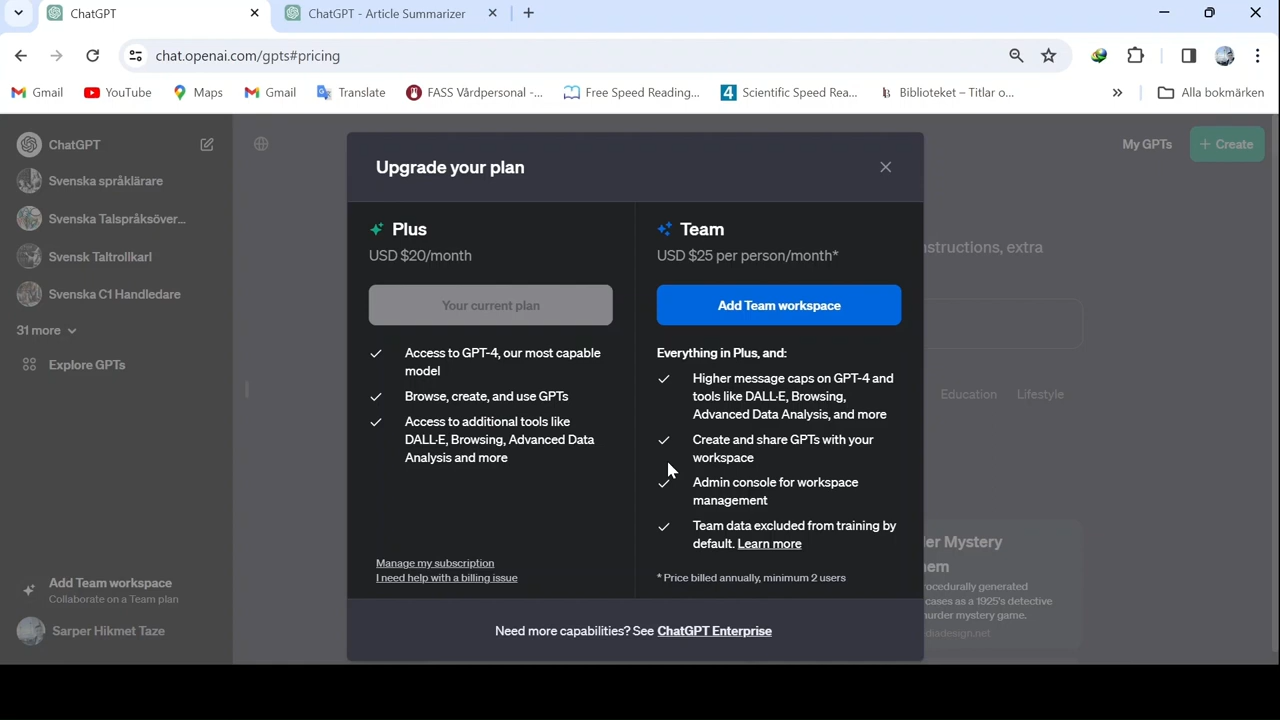 ChatGPT
ChatGPT - Article Summarizer
chat.openai.com/gpts#pricing
Gmail
YouTube
Maps
Gmail
Translate
FASS Vårdpersonal -...
Free Speed Reading...
4
Scientific Speed Rea...
Biblioteket – Titlar o...
»
Alla bokmärken
ChatGPT
Svenska språklärare
Svenska Talspråksöver...
Svensk Taltrollkarl
Svenska C1 Handledare
31 more
Explore GPTs
Add Team workspace
Collaborate on a Team plan
Sarper Hikmet Taze
My GPTs
+ Create
nstructions, extra
Education
Lifestyle
er Mystery
em
ocedurally generated
cases as a 1925's detective
nurder mystery game.
ediadesign.net
Upgrade your plan
Plus
USD $20/month
Your current plan
Access to GPT-4, our most capable
model
Browse, create, and use GPTs
Access to additional tools like
DALL·E, Browsing, Advanced Data
Analysis and more
Manage my subscription
I need help with a billing issue
Team
USD $25 per person/month*
Add Team workspace
Everything in Plus, and:
Higher message caps on GPT-4 and
tools like DALL·E, Browsing,
Advanced Data Analysis, and more
Create and share GPTs with your
workspace
Admin console for workspace
management
Team data excluded from training by
default. Learn more
* Price billed annually, minimum 2 users
Need more capabilities? See ChatGPT Enterprise